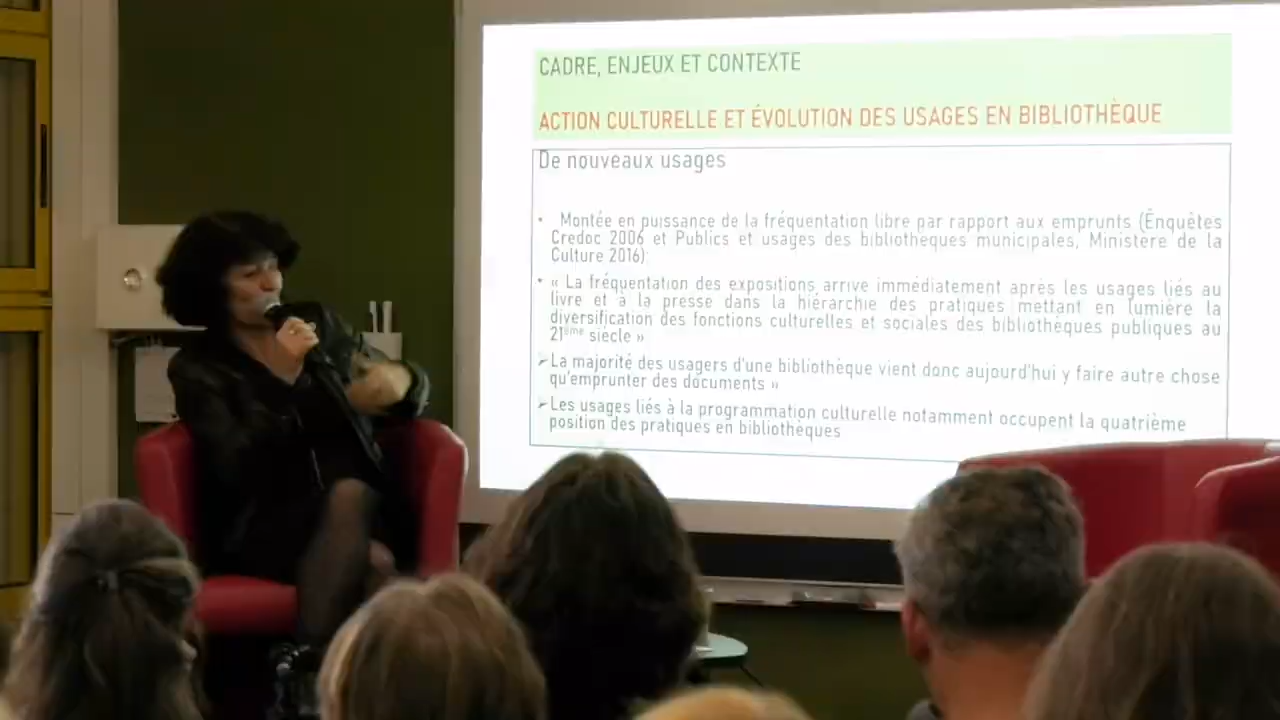 CADRE, ENJEUX ET CONTEXTE
ACTION CULTURELLE ET ÉVOLUTION DES USAGES EN BIBLIOTHÈQUE
De nouveaux usages
• Montée en puissance de la fréquentation libre par rapport aux emprunts (Enquêtes
Credoc 2006 et Publics et usages des bibliothèques municipales, Ministère de la
Culture 2016):
• « La fréquentation des expositions arrive immédiatement après les usages liés au
livre et à la presse dans la hiérarchie des pratiques mettant en lumière la
diversification des fonctions culturelles et sociales des bibliothèques publiques au
21ème siècle »
➢La majorité des usagers d'une bibliothèque vient donc aujourd'hui y faire autre chose
qu'emprunter des documents »
➢Les usages liés à la programmation culturelle notamment occupent la quatrième
position des pratiques en bibliothèques